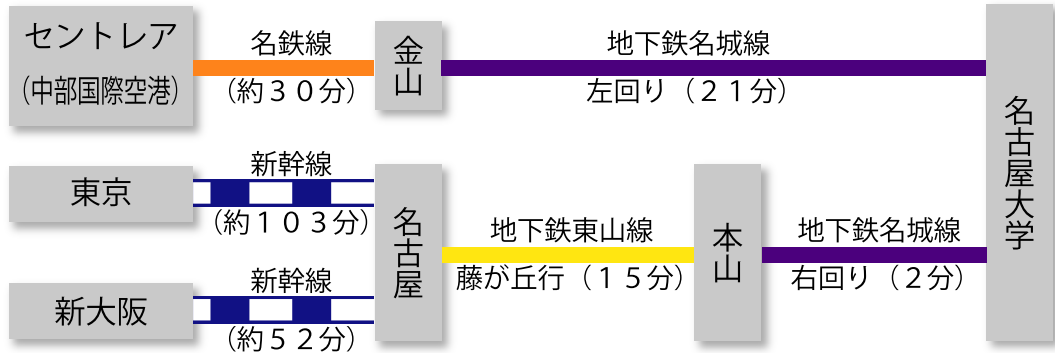 セントレア
（中部国際空港）
名鉄線
（約３０分）
金山
地下鉄名城線
左回り（２１分）
名古屋大学
東京
新幹線
（約１０３分）
新大阪
新幹線
（約５２分）
名古屋
地下鉄東山線
藤が丘行（１５分）
本山
地下鉄名城線
右回り（２分）